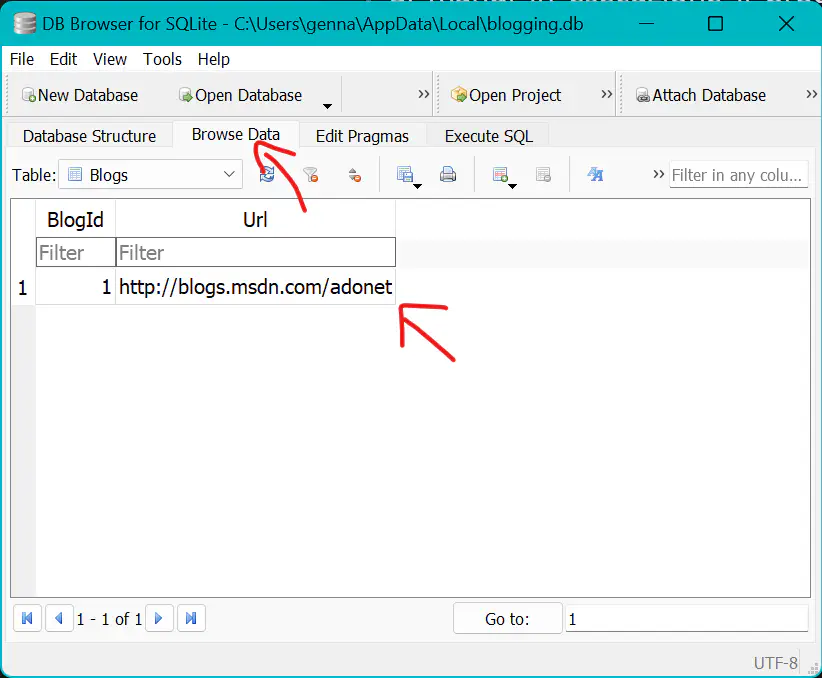 DB Browser for SQLite - C:\Users\genna\AppData\Local\blogging.db
File Edit View Tools Help
New Database Open Database >> Open Project >> Attach Database >>
Database Structure Browse Data Edit Pragmas Execute SQL
Table: Blogs >> Filter in any colu...
BlogId Url
Filter Filter
1 1 http://blogs.msdn.com/adonet
1 - 1 of 1 Go to: 1
UTF-8